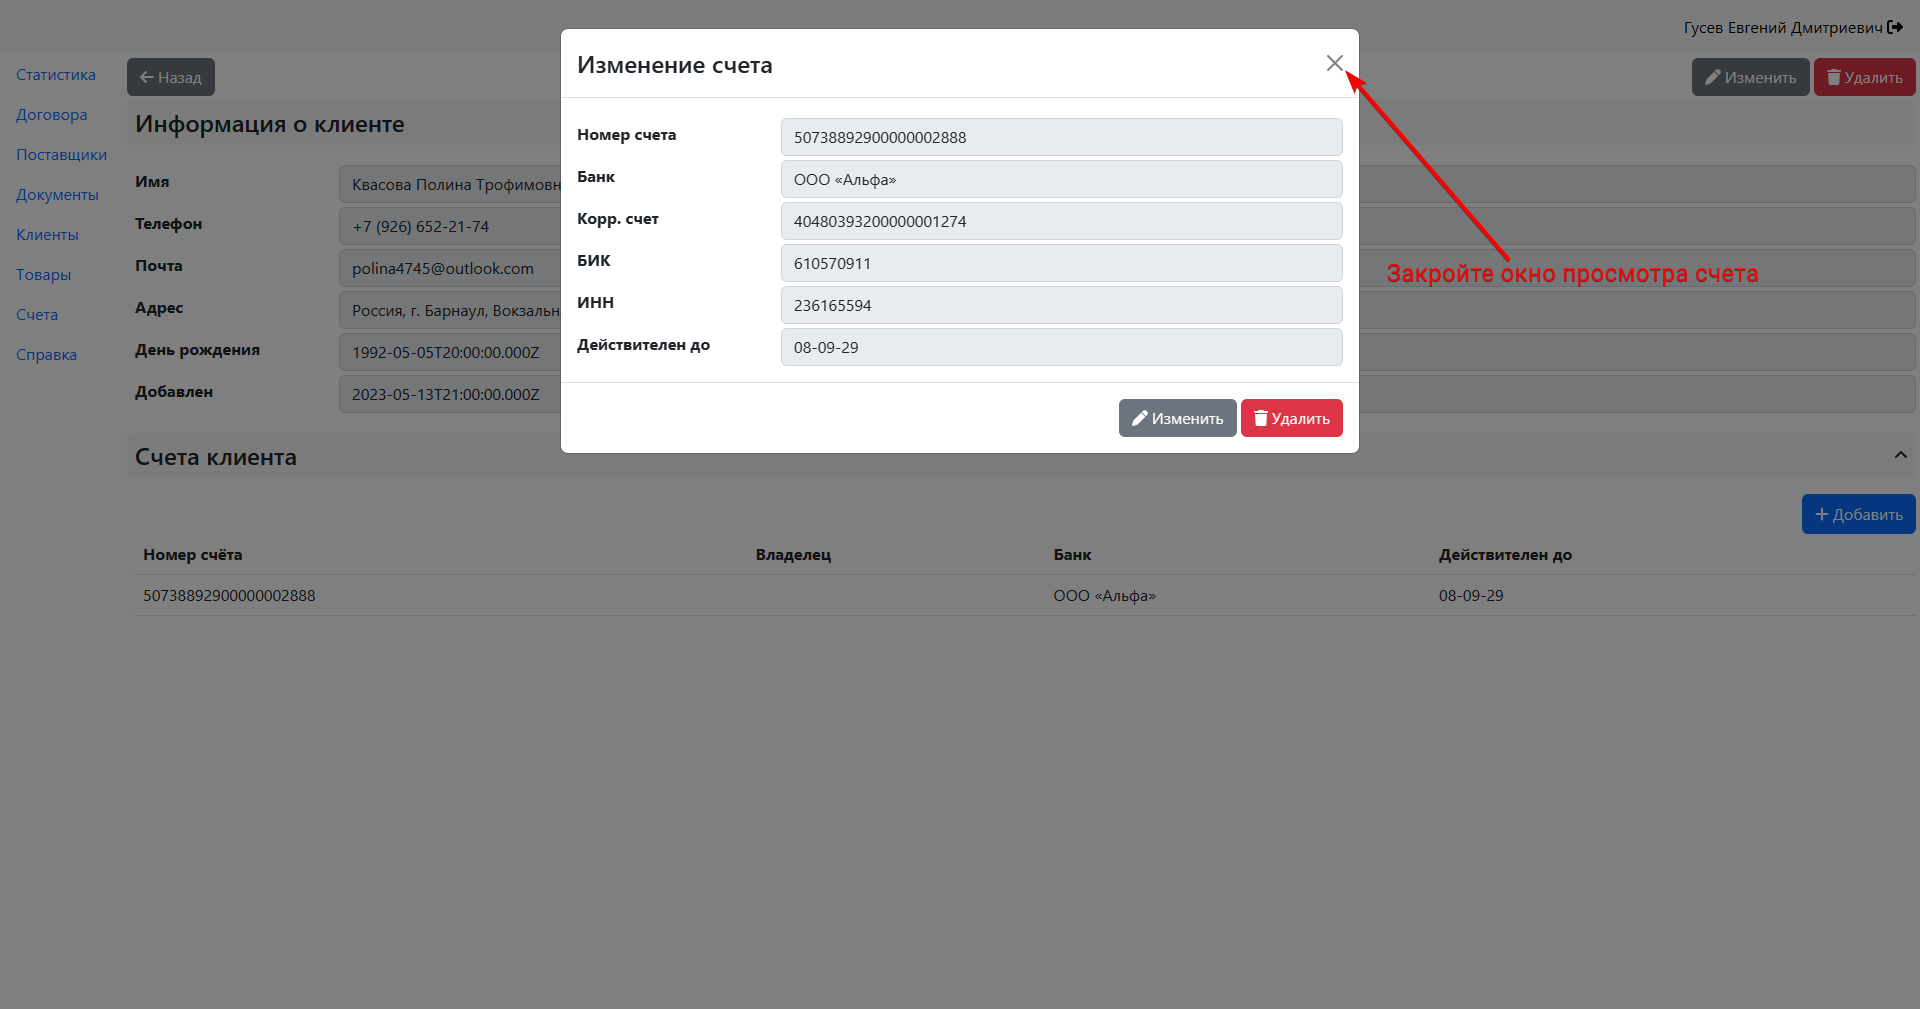 Гусев Евгений Дмитриевич
Статистика
Договора
Поставщики
Документы
Клиенты
Товары
Счета
Справка
Назад
Изменить
Удалить
Информация о клиенте
Имя
Квасова Полина Трофимовн
Телефон
+7 (926) 652-21-74
Почта
polina4745@outlook.com
Адрес
Россия, г. Барнаул, Вокзальн
День рождения
1992-05-05T20:00:00.000Z
Добавлен
2023-05-13T21:00:00.000Z
Изменение счета
Номер счета
50738892900000002888
Банк
ООО «Альфа»
Корр. счет
40480393200000001274
БИК
610570911
ИНН
236165594
Действителен до
08-09-29
Изменить
Удалить
Закройте окно просмотра счета
Счета клиента
Добавить
Номер счёта Владелец Банк Действителен до
50738892900000002888 ООО «Альфа» 08-09-29